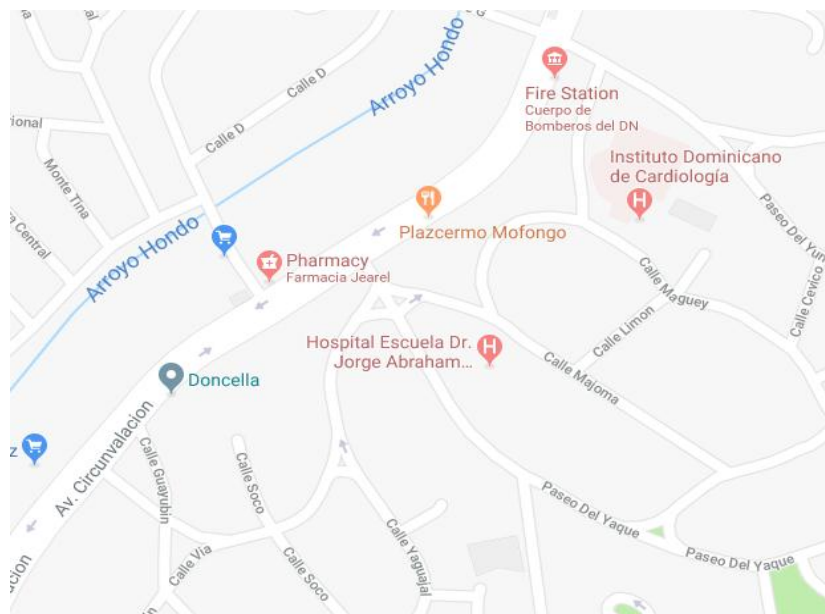 Arroyo Hondo
Calle D
Fire Station
Cuerpo de
Bomberos del DN
Calle D
ional
Instituto Dominicano
de Cardiología
Monte Tina
Paseo Del Yun
Plazcermo Mofongo
Central
Arroyo Hondo
Pharmacy
Farmacia Jearel
Calle Maguey
Calle Cevico
Calle Limon
Hospital Escuela Dr.
Jorge Abraham...
Calle Majoma
Doncella
z
Av. Circunvalacion
Calle Guayubin
Calle Soco
Paseo Del Yaque
Calle Via
Calle Soco
Calle Yaguajal
Paseo Del Yaque
cion